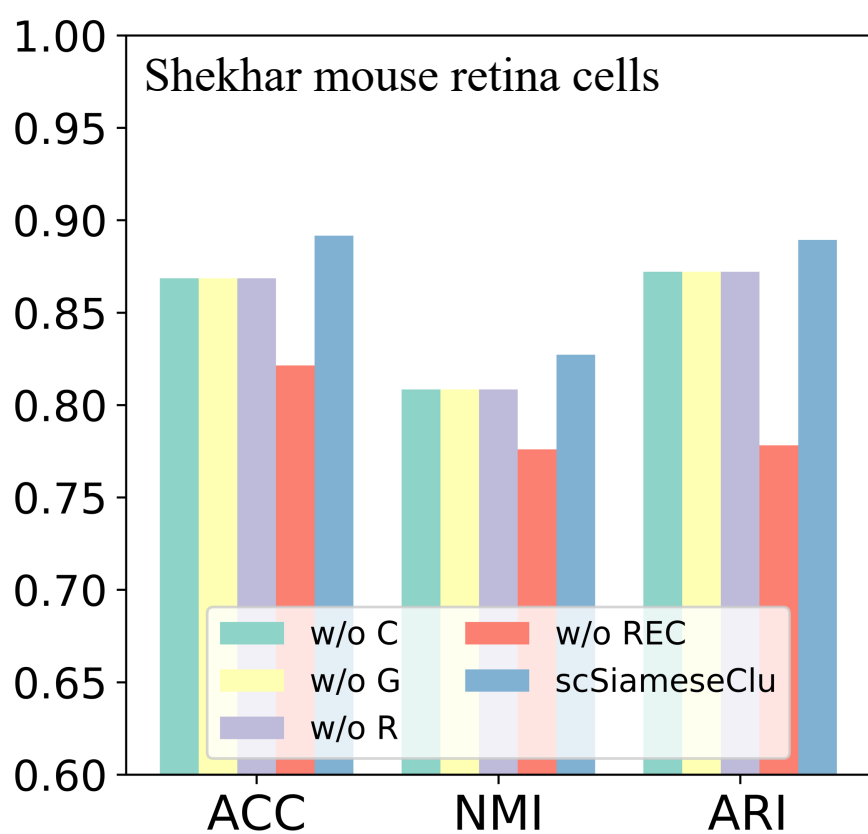 Shekhar mouse retina cells
1.00
0.95
0.90
0.85
0.80
0.75
0.70
0.65
0.60
w/o C
w/o G
w/o R
w/o REC
scSiameseClu
ACC NMI ARI